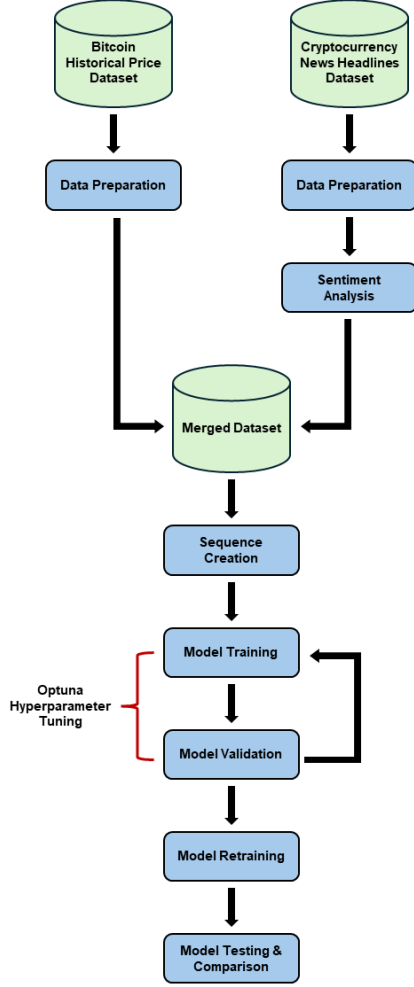 Bitcoin
Historical Price
Dataset
Cryptocurrency
News Headlines
Dataset
Data Preparation
Data Preparation
Sentiment
Analysis
Merged Dataset
Sequence
Creation
Model Training
Optuna
Hyperparameter
Tuning
Model Validation
Model Retraining
Model Testing &
Comparison